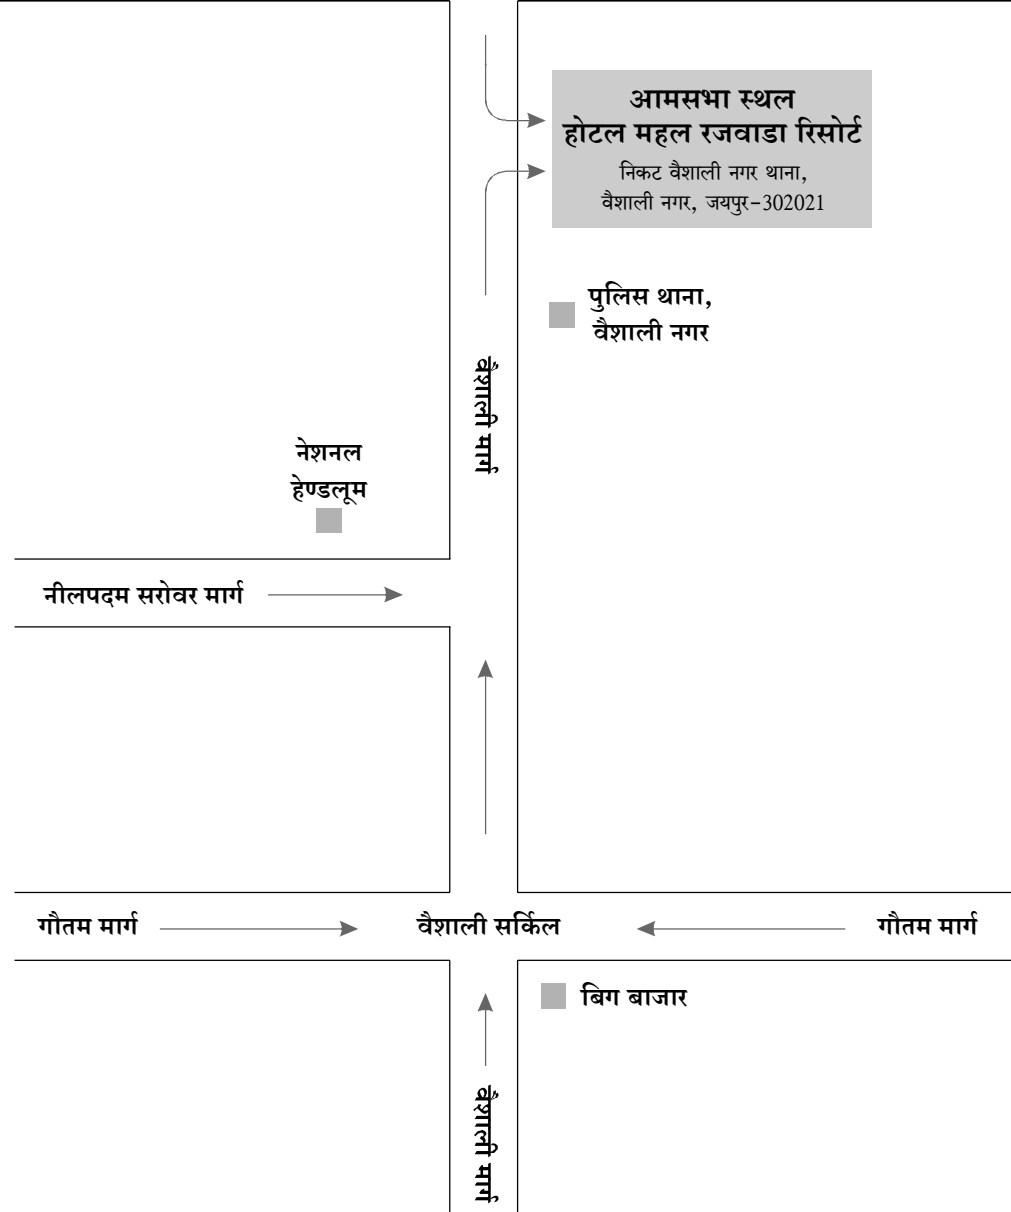 आमसभा स्थल
होटल महल रजवाडा रिसोर्ट
निकट वैशाली नगर थाना,
वैशाली नगर, जयपुर-302021
पुलिस थाना,
वैशाली नगर
वैशाली मार्ग
नेशनल
हेण्डलूम
नीलपदम सरोवर मार्ग
गौतम मार्ग
वैशाली सर्किल
गौतम मार्ग
बिग बाजार
वैशाली मार्ग